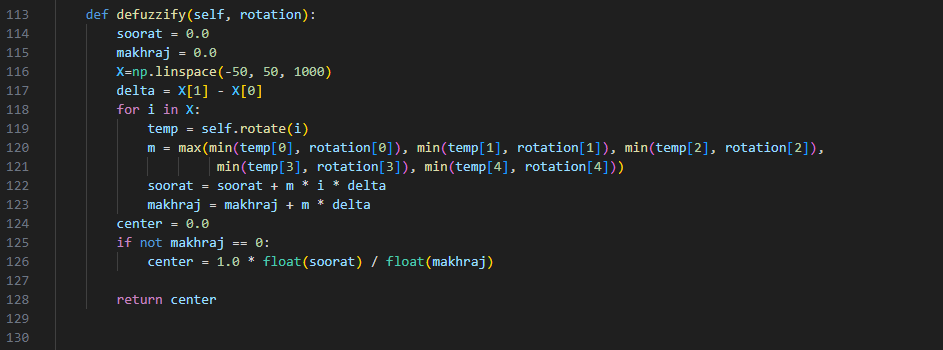 113 def defuzzify(self, rotation):
114 soorat = 0.0
115 makhraj = 0.0
116 X=np.linspace(-50, 50, 1000)
117 delta = X[1] - X[0]
118 for i in X:
119 temp = self.rotate(i)
120 m = max(min(temp[0], rotation[0]), min(temp[1], rotation[1]), min(temp[2], rotation[2]),
121 min(temp[3], rotation[3]), min(temp[4], rotation[4]))
122 soorat = soorat + m * i * delta
123 makhraj = makhraj + m * delta
124 center = 0.0
125 if not makhraj == 0:
126 center = 1.0 * float(soorat) / float(makhraj)
127
128 return center
129
130